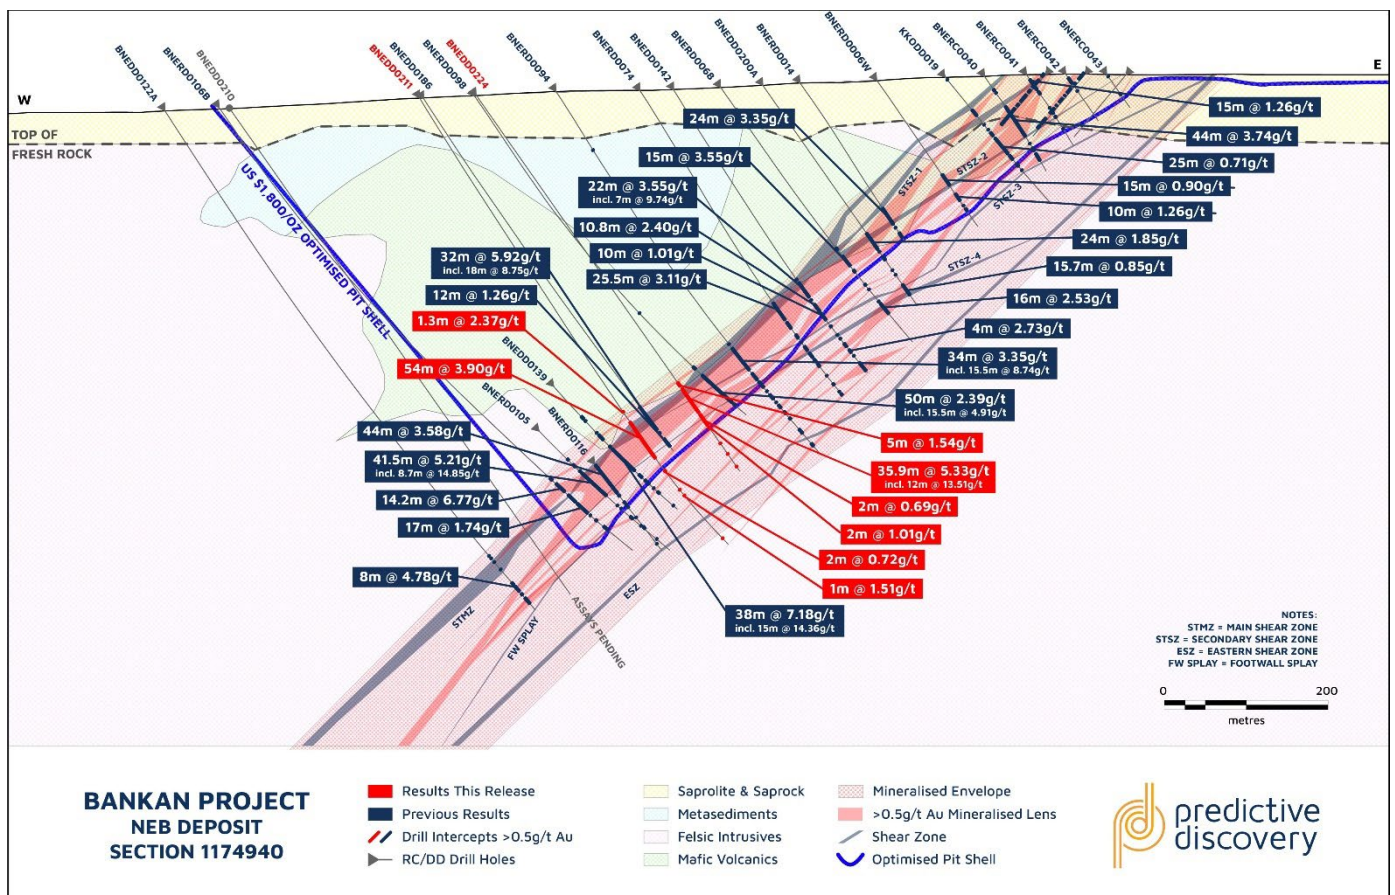 BNEDD0122A
BNERD0106B
BNEDD0210
BNEDD0211
BNEDD0186
BNERD0098
BNEDD0224
BNERD0094
BNERD0074
BNEDD0142
BNERD0068
BNEDD0200A
BNERD0014
BNERD0006W
KKODD019
BNERC0040
BNERC0041
BNERC0042
BNERC0043
W
E
TOP OF
FRESH ROCK
US $1,800/OZ OPTIMISED PIT SHELL
24m @ 3.35g/t
15m @ 3.55g/t
22m @ 3.55g/t
incl. 7m @ 9.74g/t
10.8m @ 2.40g/t
10m @ 1.01g/t
25.5m @ 3.11g/t
32m @ 5.92g/t
incl. 18m @ 8.75g/t
12m @ 1.26g/t
1.3m @ 2.37g/t
54m @ 3.90g/t
BNEDD0139
BNERD0105
BNERD0116
44m @ 3.58g/t
41.5m @ 5.21g/t
incl. 8.7m @ 14.85g/t
14.2m @ 6.77g/t
17m @ 1.74g/t
8m @ 4.78g/t
15m @ 1.26g/t
44m @ 3.74g/t
25m @ 0.71g/t
15m @ 0.90g/t
10m @ 1.26g/t
24m @ 1.85g/t
15.7m @ 0.85g/t
16m @ 2.53g/t
4m @ 2.73g/t
34m @ 3.35g/t
incl. 15.5m @ 8.74g/t
50m @ 2.39g/t
incl. 15.5m @ 4.91g/t
5m @ 1.54g/t
35.9m @ 5.33g/t
incl. 12m @ 13.51g/t
2m @ 0.69g/t
2m @ 1.01g/t
2m @ 0.72g/t
1m @ 1.51g/t
38m @ 7.18g/t
incl. 15m @ 14.36g/t
STSZ-1
STSZ-2
STSZ-3
STSZ-4
STMZ
FW SPLAY
ASSAYS PENDING
ESZ
NOTES:
STMZ = MAIN SHEAR ZONE
STSZ = SECONDARY SHEAR ZONE
ESZ = EASTERN SHEAR ZONE
FW SPLAY = FOOTWALL SPLAY
0 200
metres
BANKAN PROJECT
NEB DEPOSIT
SECTION 1174940
Results This Release
Previous Results
Drill Intercepts >0.5g/t Au
RC/DD Drill Holes
Saprolite & Saprock
Metasediments
Felsic Intrusives
Mafic Volcanics
Mineralised Envelope
>0.5g/t Au Mineralised Lens
Shear Zone
Optimised Pit Shell
predictive
discovery